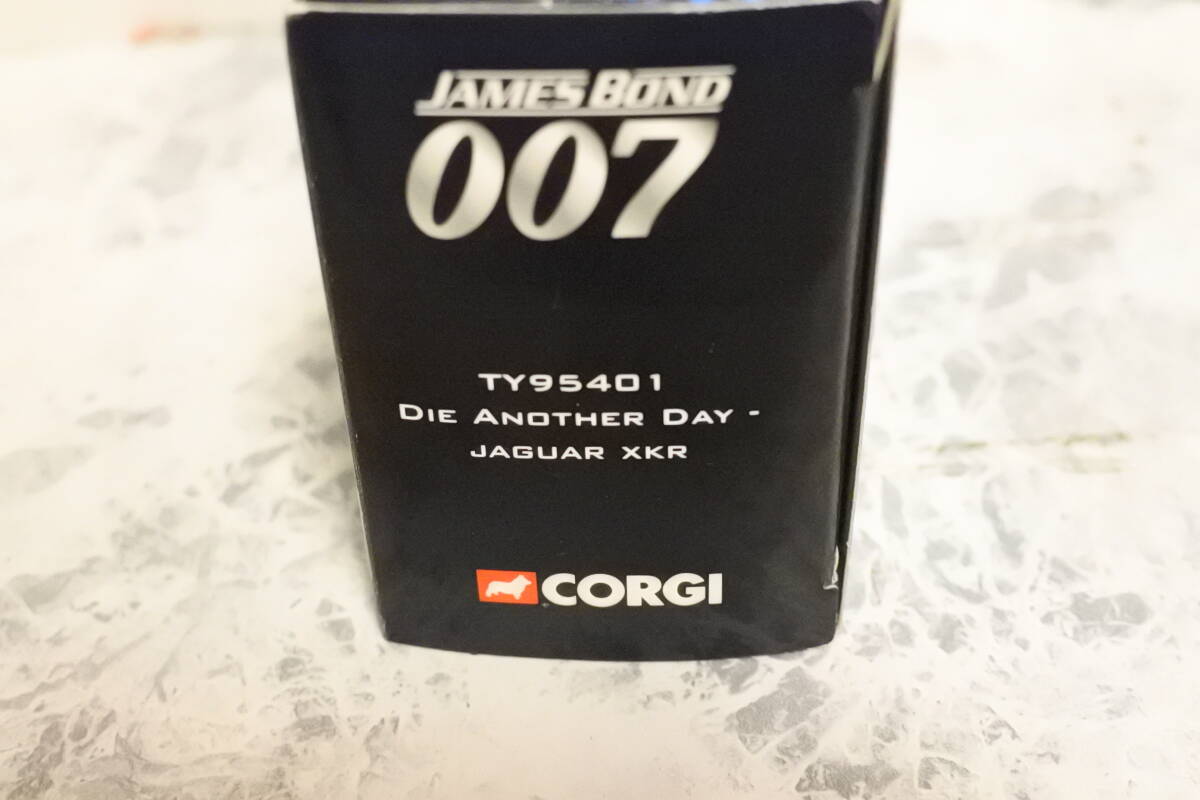 JAMES BOND
007
TY95401
DIE ANOTHER DAY -
JAGUAR XKR
CORGI